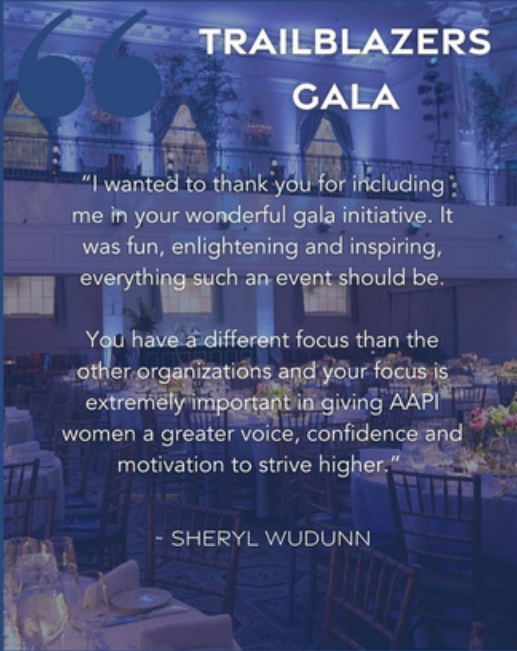 TRAILBLAZERS
GALA
"I wanted to thank you for including
me in your wonderful gala initiative. It
was fun, enlightening and inspiring,
everything such an event should be.
You have a different focus than the
other organizations and your focus is
extremely important in giving AAPI
women a greater voice, confidence and
motivation to strive higher."
~ SHERYL WUDUNN